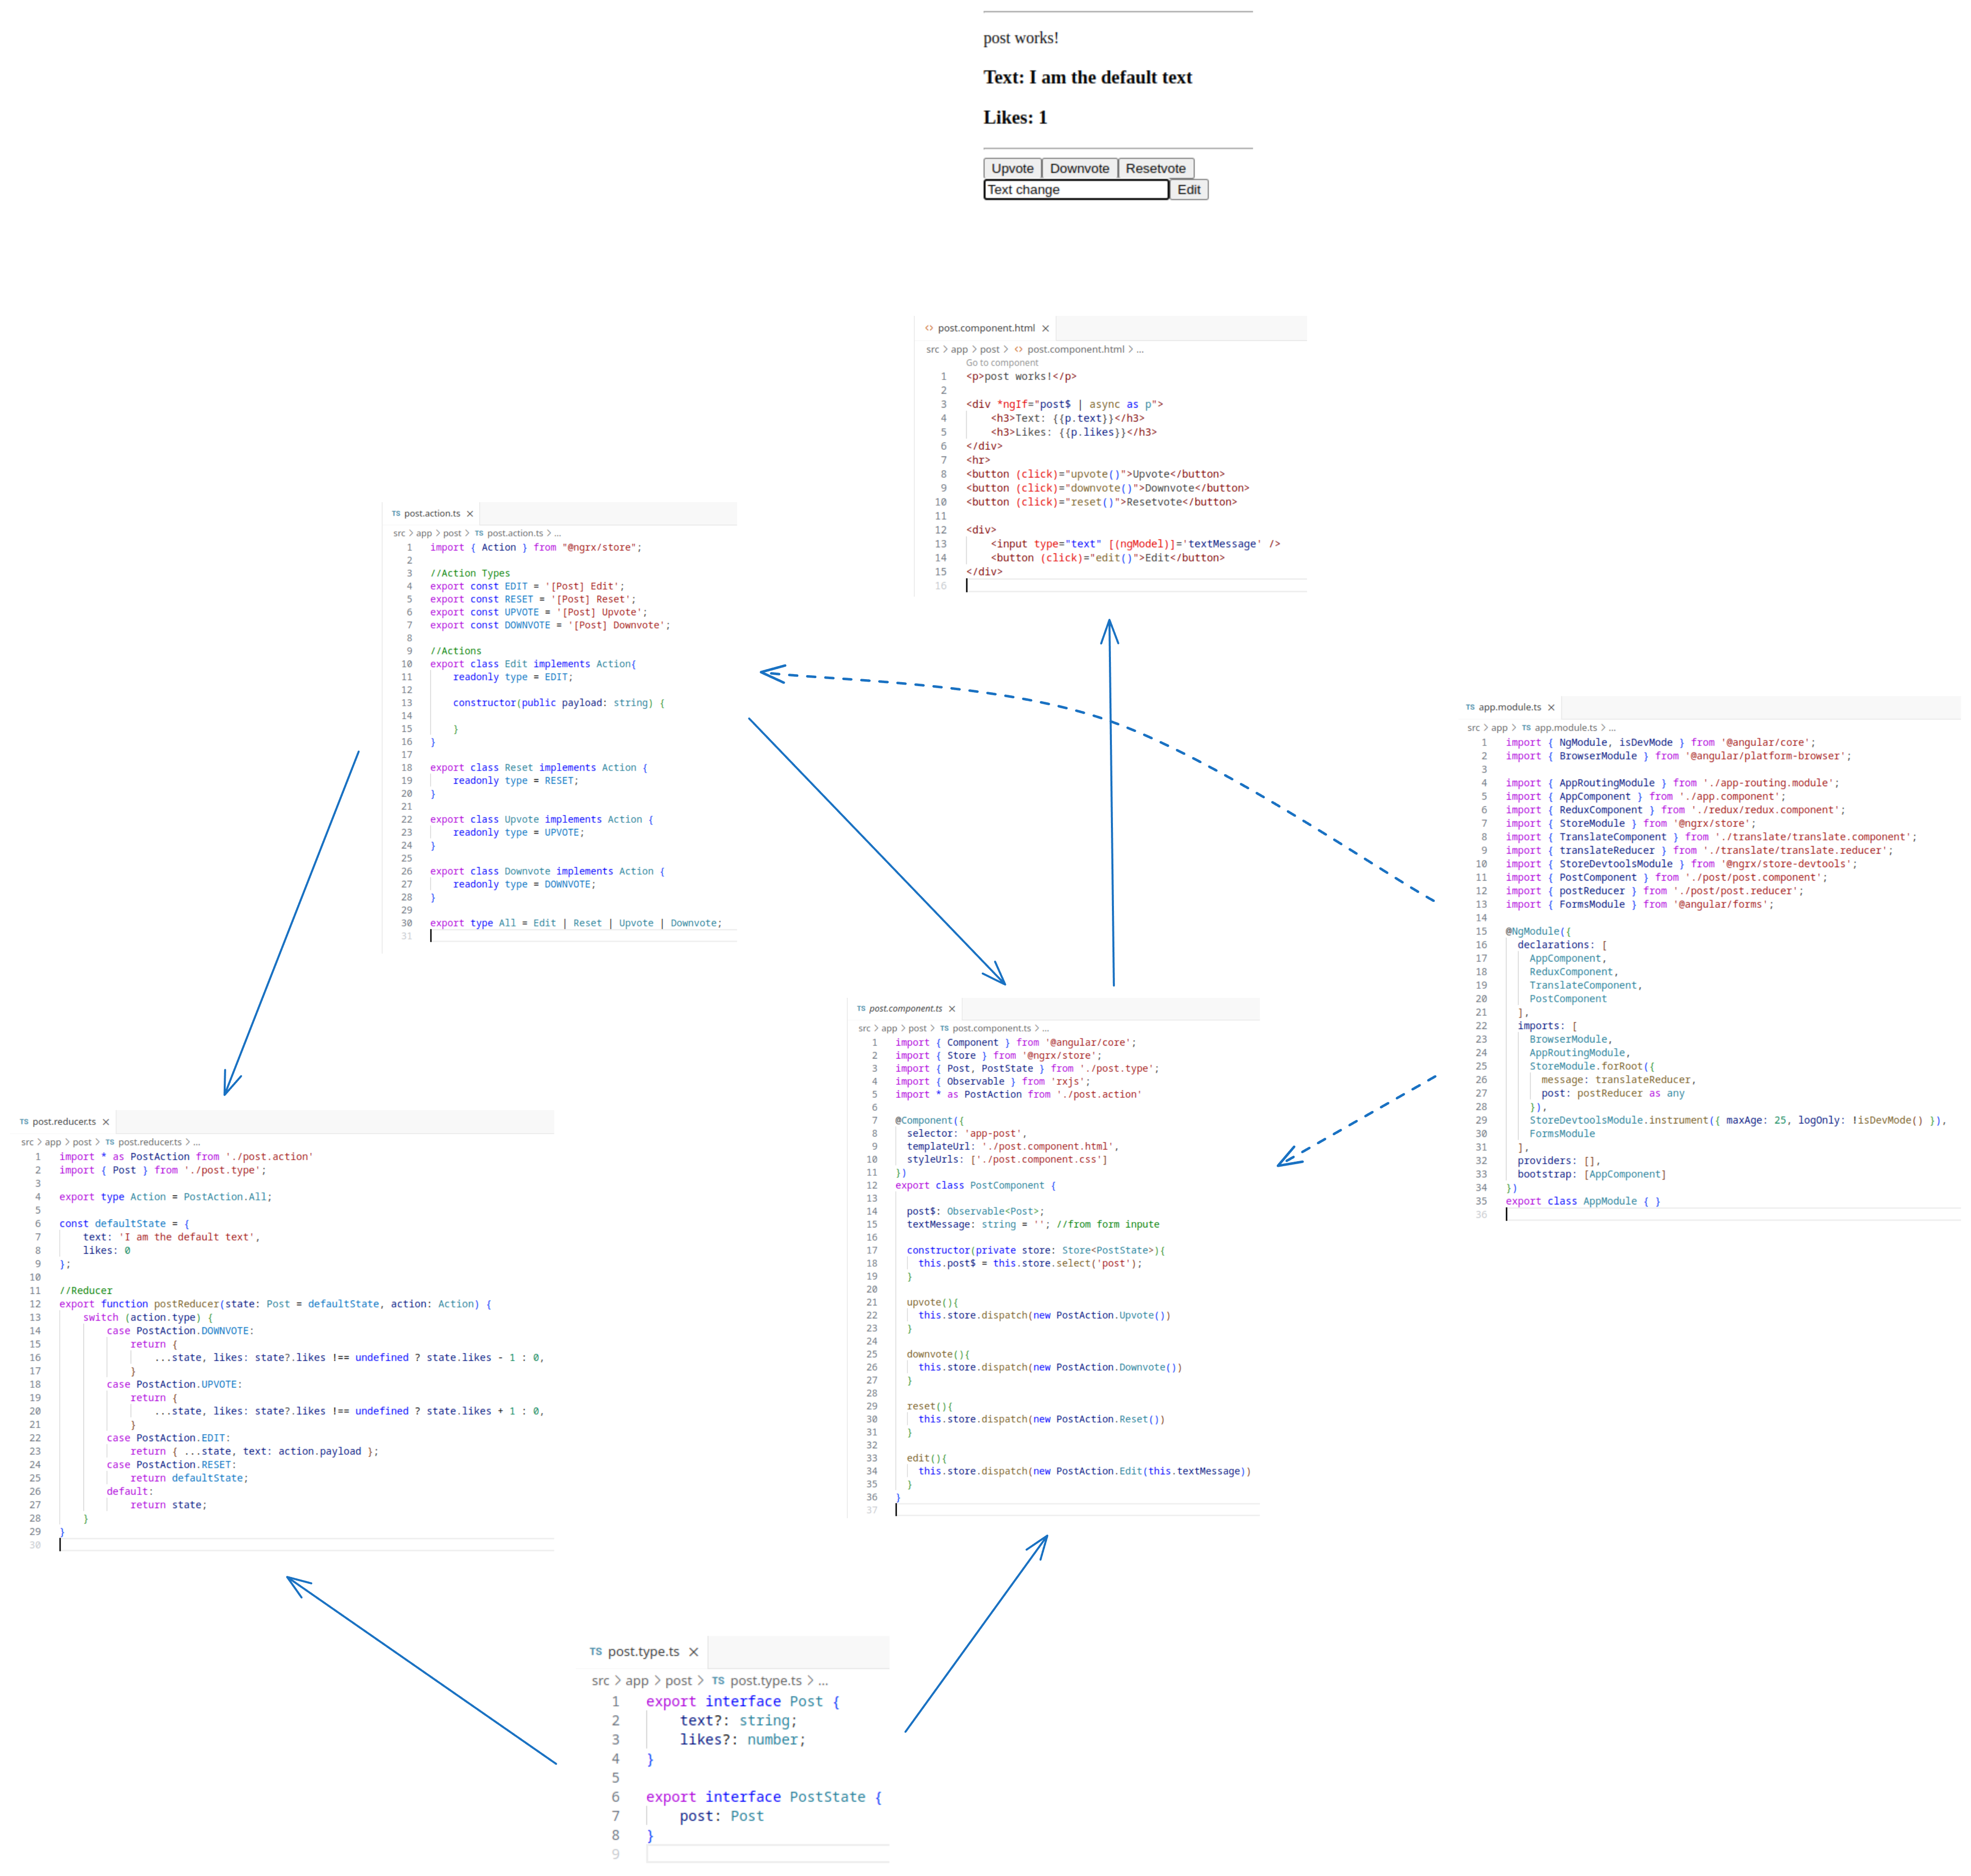 post works!
Text: I am the default text
Likes: 1
Upvote Downvote Resetvote
Text change Edit
<> post.component.html ×
src > app > post > <> post.component.html > ...
Go to component
1 <p>post works!</p>
2
3 <div *ngIf="post$ | async as p">
4 <h3>Text: {{p.text}}</h3>
5 <h3>Likes: {{p.likes}}</h3>
6 </div>
7 <hr>
8 <button (click)="upvote()">Upvote</button>
9 <button (click)="downvote()">Downvote</button>
10 <button (click)="reset()">Resetvote</button>
11
12 <div>
13 <input type="text" [(ngModel)]='textMessage' />
14 <button (click)="edit()">Edit</button>
15 </div>
16
TS post.action.ts ×
src > app > post > TS post.action.ts > ...
1 import { Action } from "@ngrx/store";
2
3 //Action Types
4 export const EDIT = '[Post] Edit';
5 export const RESET = '[Post] Reset';
6 export const UPVOTE = '[Post] Upvote';
7 export const DOWNVOTE = '[Post] Downvote';
8
9 //Actions
10 export class Edit implements Action{
11 readonly type = EDIT;
12
13 constructor(public payload: string) {
14
15 }
16 }
17
18 export class Reset implements Action {
19 readonly type = RESET;
20 }
21
22 export class Upvote implements Action {
23 readonly type = UPVOTE;
24 }
25
26 export class Downvote implements Action {
27 readonly type = DOWNVOTE;
28 }
29
30 export type All = Edit | Reset | Upvote | Downvote;
31
TS app.module.ts ×
src > app > TS app.module.ts > ...
1 import { NgModule, isDevMode } from '@angular/core';
2 import { BrowserModule } from '@angular/platform-browser';
3
4 import { AppRoutingModule } from './app-routing.module';
5 import { AppComponent } from './app.component';
6 import { ReduxComponent } from './redux/redux.component';
7 import { StoreModule } from '@ngrx/store';
8 import { TranslateComponent } from './translate/translate.component';
9 import { translateReducer } from './translate/translate.reducer';
10 import { StoreDevtoolsModule } from '@ngrx/store-devtools';
11 import { PostComponent } from './post/post.component';
12 import { postReducer } from './post/post.reducer';
13 import { FormsModule } from '@angular/forms';
14
15 @NgModule({
16 declarations: [
17 AppComponent,
18 ReduxComponent,
19 TranslateComponent,
20 PostComponent
21 ],
22 imports: [
23 BrowserModule,
24 AppRoutingModule,
25 StoreModule.forRoot({
26 message: translateReducer,
27 post: postReducer as any
28 }),
29 StoreDevtoolsModule.instrument({ maxAge: 25, logOnly: !isDevMode() }),
30 FormsModule
31 ],
32 providers: [],
33 bootstrap: [AppComponent]
34 })
35 export class AppModule { }
36
TS post.component.ts ×
src > app > post > TS post.component.ts > ...
1 import { Component } from '@angular/core';
2 import { Store } from '@ngrx/store';
3 import { Post, PostState } from './post.type';
4 import { Observable } from 'rxjs';
5 import * as PostAction from './post.action'
6
7 @Component({
8 selector: 'app-post',
9 templateUrl: './post.component.html',
10 styleUrls: ['./post.component.css']
11 })
12 export class PostComponent {
13
14 post$: Observable<Post>;
15 textMessage: string = ''; //from form inpute
16
17 constructor(private store: Store<PostState>){
18 this.post$ = this.store.select('post');
19 }
20
21 upvote(){
22 this.store.dispatch(new PostAction.Upvote())
23 }
24
25 downvote(){
26 this.store.dispatch(new PostAction.Downvote())
27 }
28
29 reset(){
30 this.store.dispatch(new PostAction.Reset())
31 }
32
33 edit(){
34 this.store.dispatch(new PostAction.Edit(this.textMessage))
35 }
36 }
37
TS post.reducer.ts ×
src > app > post > TS post.reducer.ts > ...
1 import * as PostAction from './post.action'
2 import { Post } from './post.type';
3
4 export type Action = PostAction.All;
5
6 const defaultState = {
7 text: 'I am the default text',
8 likes: 0
9 };
10
11 //Reducer
12 export function postReducer(state: Post = defaultState, action: Action) {
13 switch (action.type) {
14 case PostAction.DOWNVOTE:
15 return {
16 ...state, likes: state?.likes !== undefined ? state.likes - 1 : 0,
17 }
18 case PostAction.UPVOTE:
19 return {
20 ...state, likes: state?.likes !== undefined ? state.likes + 1 : 0,
21 }
22 case PostAction.EDIT:
23 return { ...state, text: action.payload };
24 case PostAction.RESET:
25 return defaultState;
26 default:
27 return state;
28 }
29 }
30
TS post.type.ts ×
src > app > post > TS post.type.ts > ...
1 export interface Post {
2 text?: string;
3 likes?: number;
4 }
5
6 export interface PostState {
7 post: Post
8 }
9